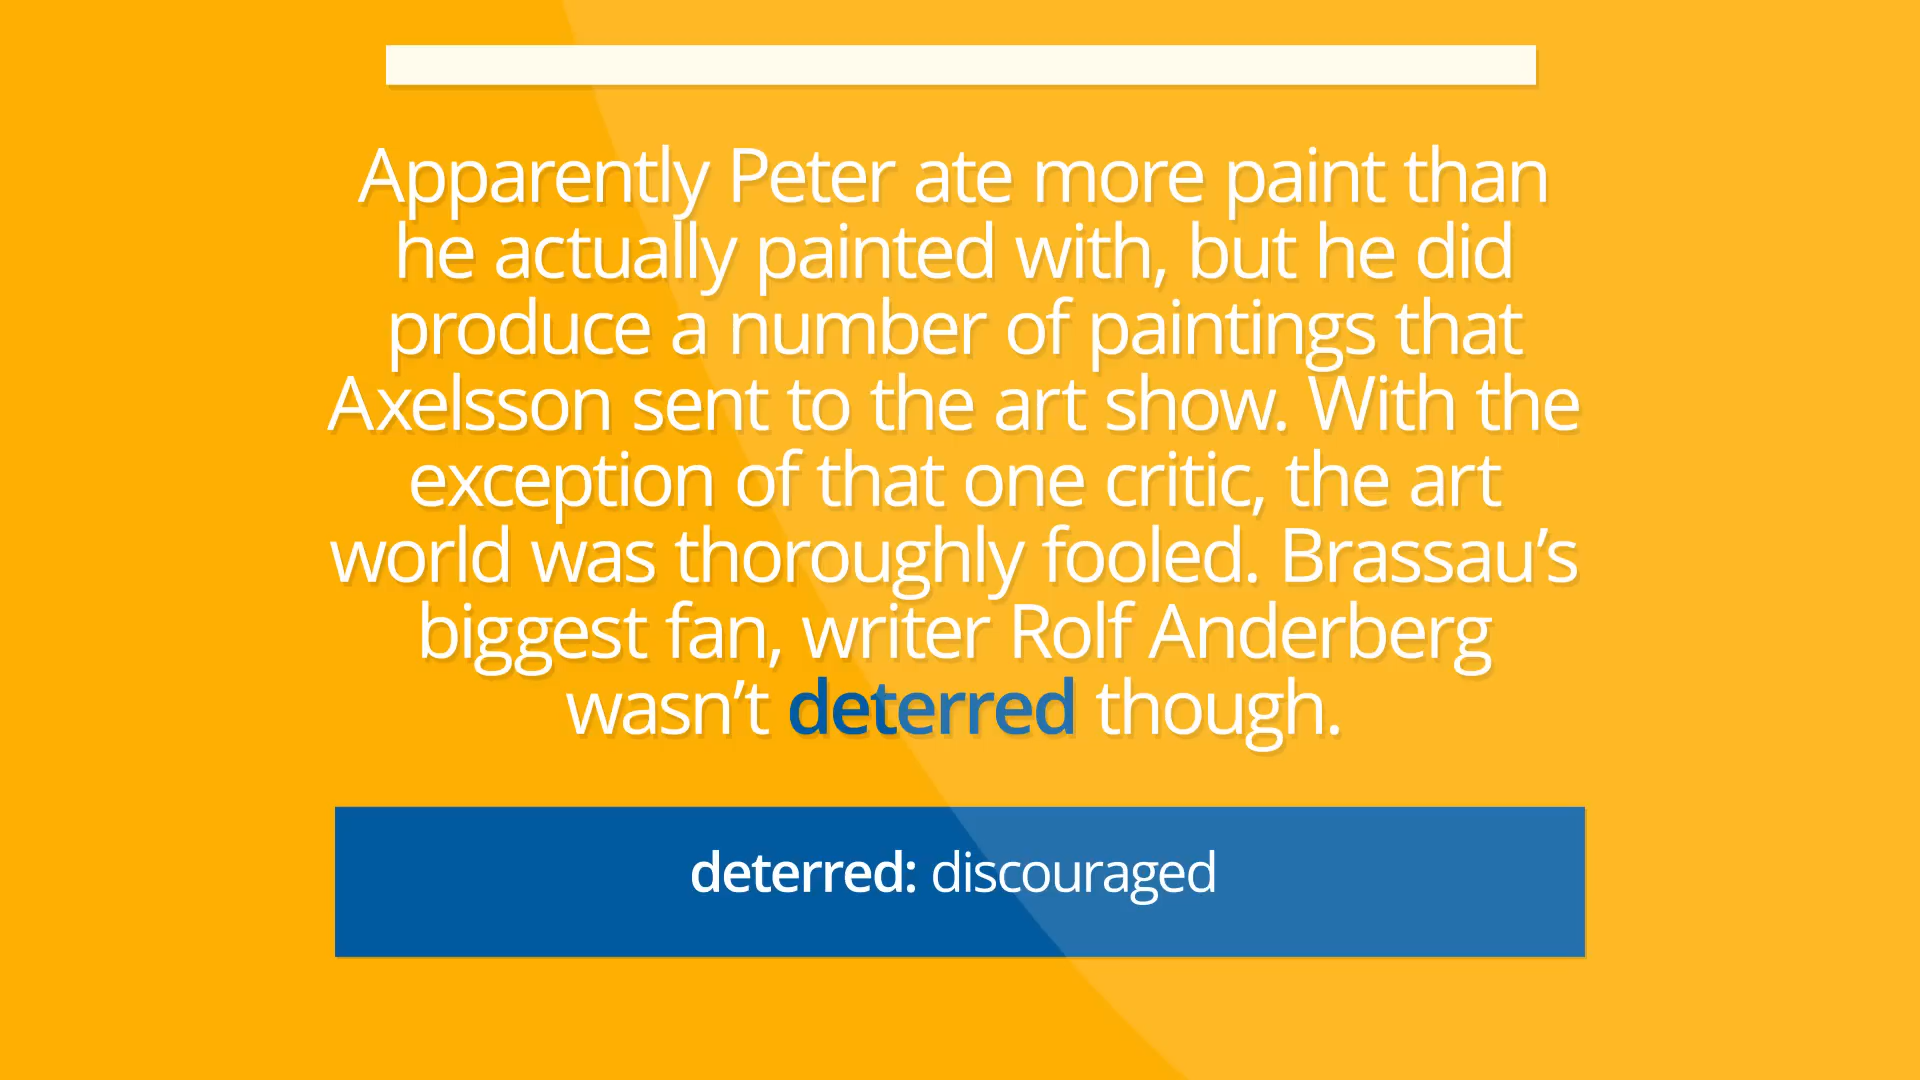 Apparently Peter ate more paint than
he actually painted with, but he did
produce a number of paintings that
Axelsson sent to the art show. With the
exception of that one critic, the art
world was thoroughly fooled. Brassau’s
biggest fan, writer Rolf Anderberg
wasn’t deterred though.
deterred: discouraged